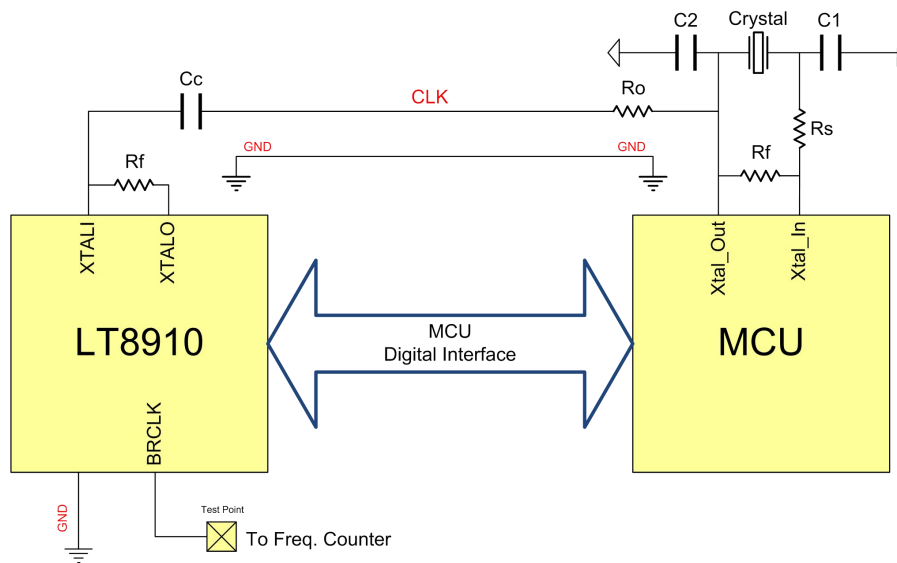 C2
Crystal
C1
Cc
CLK
Ro
Rs
GND
GND
Rf
Rf
XTALI
XTALO
Xtal_Out
Xtal_In
LT8910
MCU
Digital Interface
MCU
BRCLK
GND
Test Point
To Freq. Counter